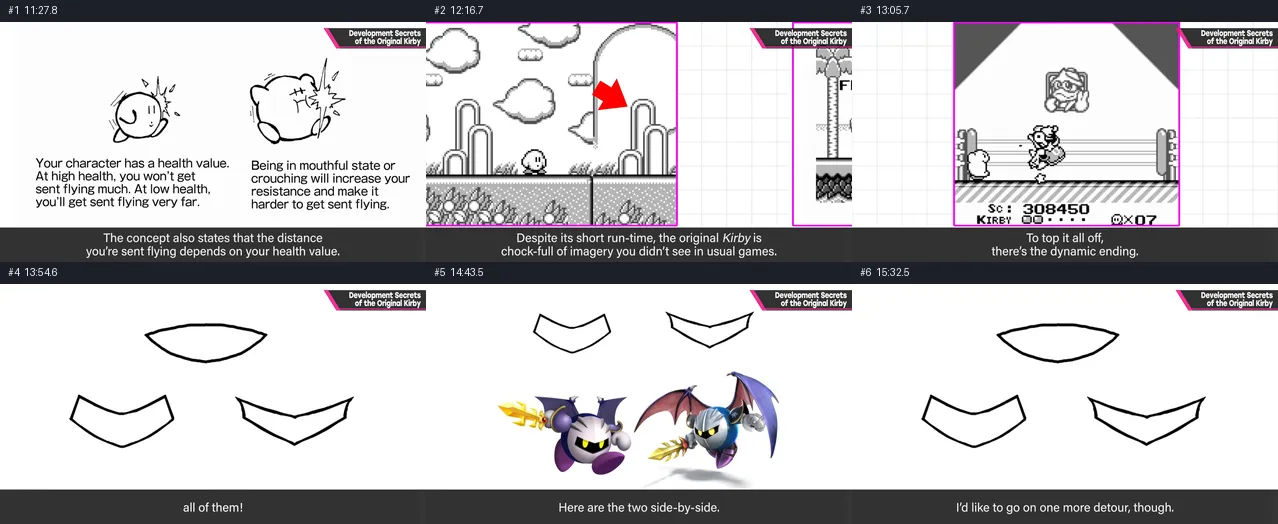 #1 11:27.8
Development Secrets
of the Original Kirby
Your character has a health value.
At high health, you won't get
sent flying much. At low health,
you'll get sent flying very far.
Being in mouthful state or
crouching will increase your
resistance and make it
harder to get sent flying.
The concept also states that the distance
you're sent flying depends on your health value.
#2 12:16.7
Development Secrets
of the Original Kirby
F
Despite its short run-time, the original Kirby is
chock-full of imagery you didn't see in usual games.
#3 13:05.7
Development Secrets
of the Original Kirby
Sc: 308450
KIRBY ×07
To top it all off,
there's the dynamic ending.
#4 13:54.6
Development Secrets
of the Original Kirby
all of them!
#5 14:43.5
Development Secrets
of the Original Kirby
Here are the two side-by-side.
#6 15:32.5
Development Secrets
of the Original Kirby
I'd like to go on one more detour, though.